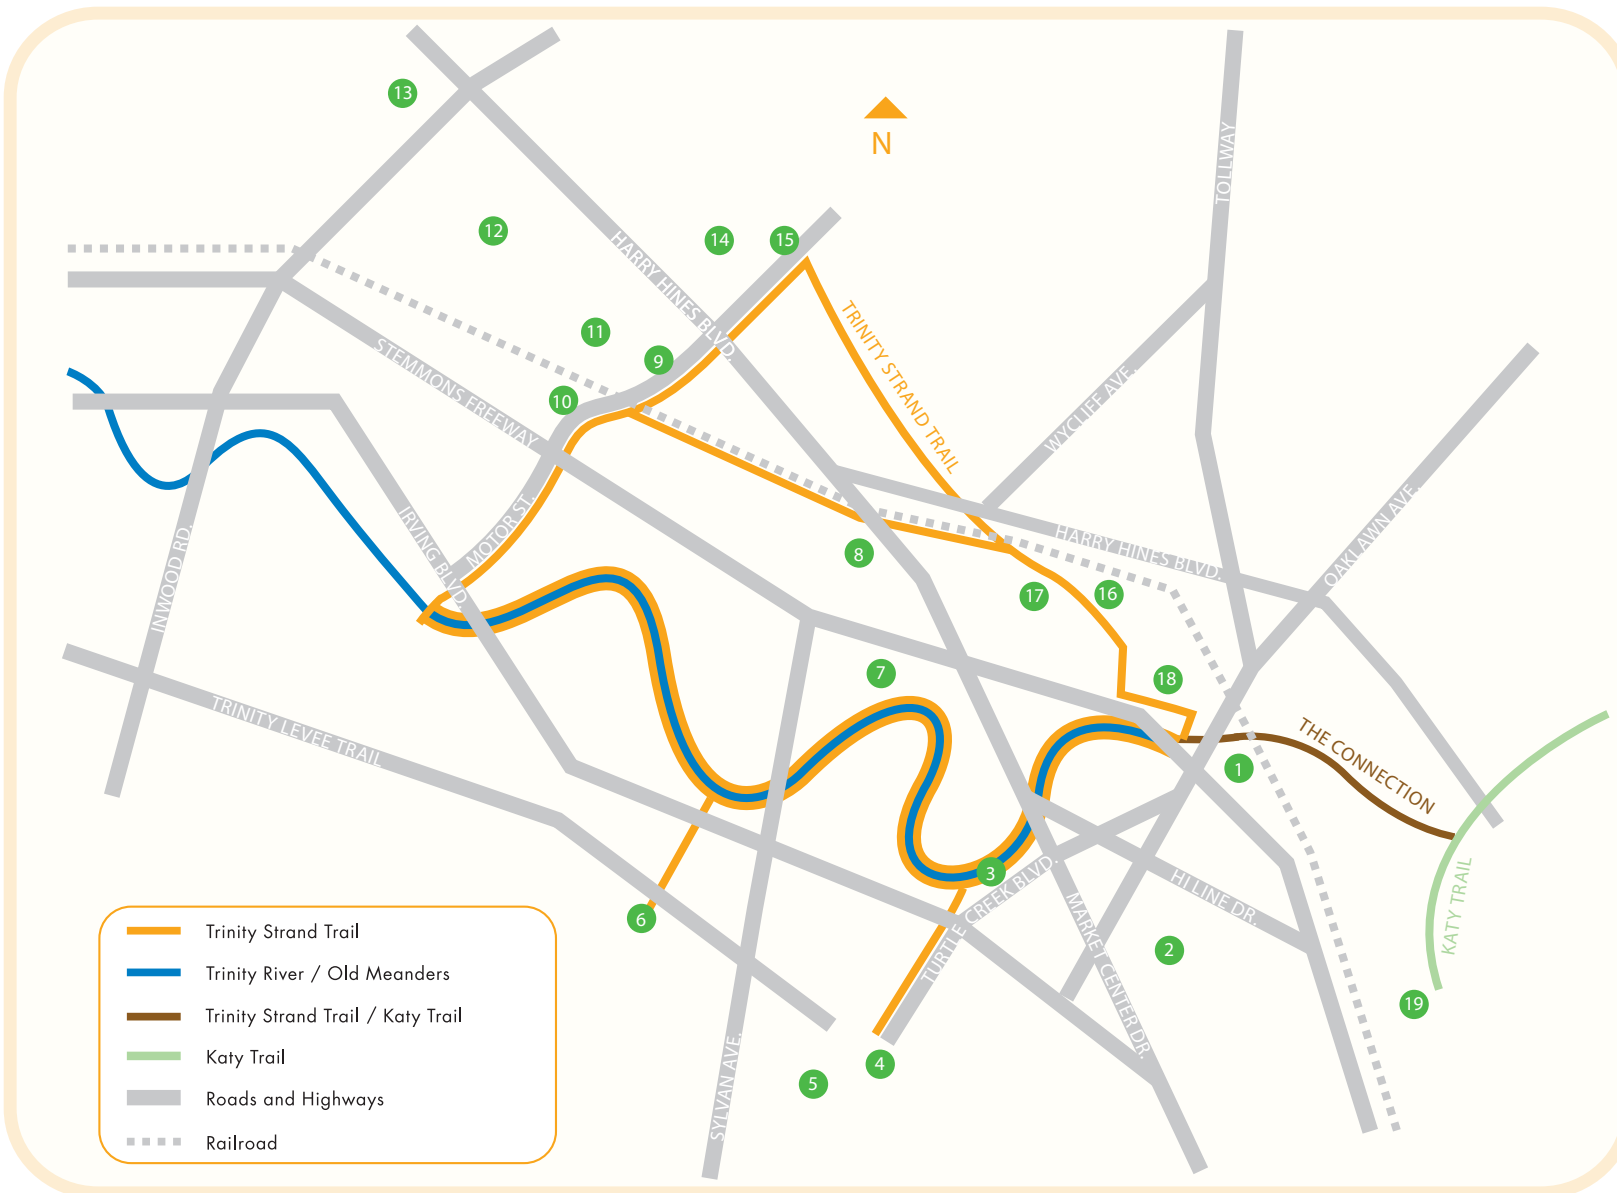 13
N
TOLLWAY
12
14
15
HARRY HINES BLVD.
TRINITY STRAND TRAIL
11
9
10
STEMMONS FREEWAY
WYCLIFF AVE.
MOTOR ST.
IRVING BLVD.
INWOOD RD.
8
HARRY HINES BLVD.
OAKLAWN AVE.
17
16
7
18
TRINITY LEVEE TRAIL
1
THE CONNECTION
3
CREEK BLVD.
TURTLE
HI LINE DR.
KATY TRAIL
MARKET CENTER DR.
6
2
19
SYLVAN AVE.
5
4
Trinity Strand Trail
Trinity River / Old Meanders
Trinity Strand Trail / Katy Trail
Katy Trail
Roads and Highways
Railroad